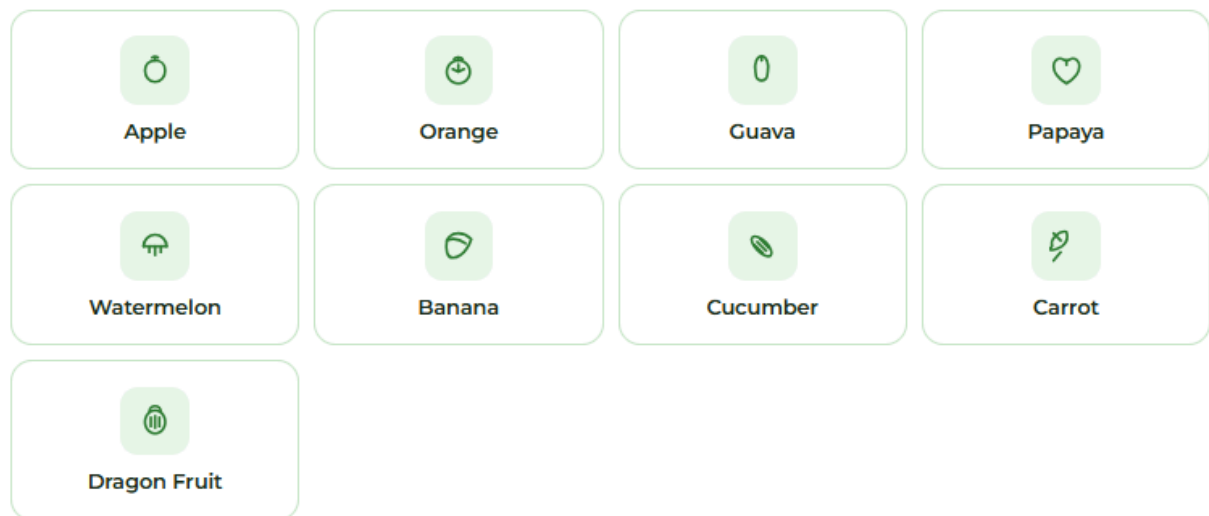 Apple
Orange
Guava
Papaya
Watermelon
Banana
Cucumber
Carrot
Dragon Fruit